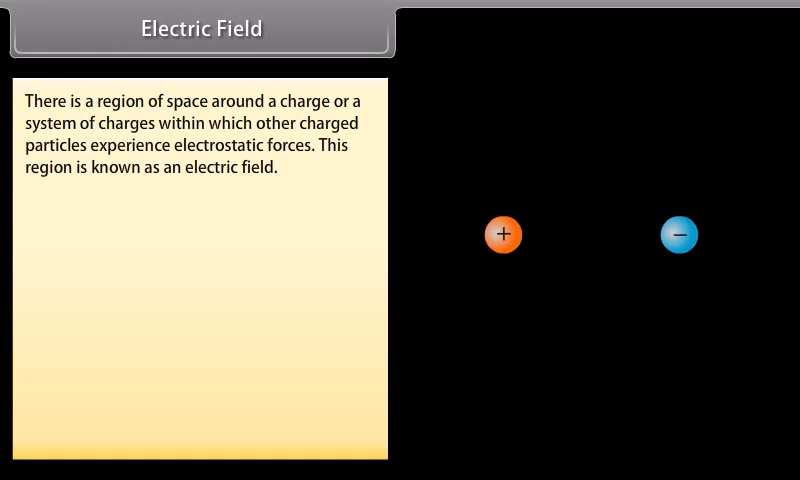 Electric Field
There is a region of space around a charge or a
system of charges within which other charged
particles experience electrostatic forces. This
region is known as an electric field.
+ −